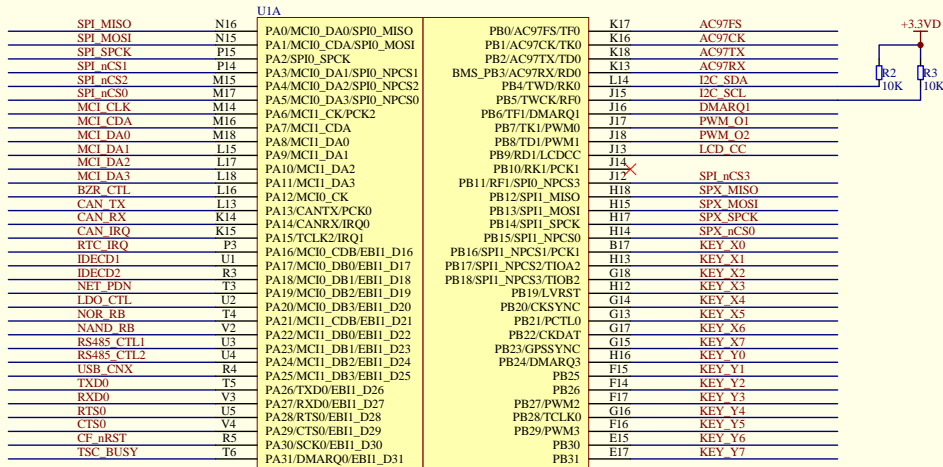 U1A
SPI_MISO N16 PA0/MCI0_DA0/SPI0_MISO PB0/AC97FS/TF0 K17 AC97FS +3.3VD
SPI_MOSI N15 PA1/MCI0_CDA/SPI0_MOSI PB1/AC97CK/TK0 K16 AC97CK
SPI_SPCK P15 PA2/SPI0_SPCK PB2/AC97TX/TD0 K18 AC97TX
SPI_nCS1 P14 PA3/MCI0_DA1/SPI0_NPCS1 BMS_PB3/AC97RX/RD0 K13 AC97RX R2 R3
SPI_nCS2 M15 PA4/MCI0_DA2/SPI0_NPCS2 PB4/TWD/RK0 L14 I2C_SDA 10K 10K
SPI_nCS0 M17 PA5/MCI0_DA3/SPI0_NPCS0 PB5/TWCK/RF0 J15 I2C_SCL
MCI_CLK M14 PA6/MCI1_CK/PCK2 PB6/TF1/DMARQ1 J16 DMARQ1
MCI_CDA M16 PA7/MCI1_CDA PB7/TK1/PWM0 J17 PWM_O1
MCI_DA0 M18 PA8/MCI1_DA0 PB8/TD1/PWM1 J18 PWM_O2
MCI_DA1 L15 PA9/MCI1_DA1 PB9/RD1/LCDCC J13 LCD_CC
MCI_DA2 L17 PA10/MCI1_DA2 PB10/RK1/PCK1 J14
MCI_DA3 L18 PA11/MCI1_DA3 PB11/RF1/SPI0_NPCS3 J12 SPI_nCS3
BZR_CTL L16 PA12/MCI0_CK PB12/SPI1_MISO H18 SPX_MISO
CAN_TX L13 PA13/CANTX/PCK0 PB13/SPI1_MOSI H15 SPX_MOSI
CAN_RX K14 PA14/CANRX/IRQ0 PB14/SPI1_SPCK H17 SPX_SPCK
CAN_IRQ K15 PA15/TCLK2/IRQ1 PB15/SPI1_NPCS0 H14 SPX_nCS0
RTC_IRQ P3 PA16/MCI0_CDB/EBI1_D16 PB16/SPI1_NPCS1/PCK1 B17 KEY_X0
IDECD1 U1 PA17/MCI0_DB0/EBI1_D17 PB17/SPI1_NPCS2/TIOA2 H13 KEY_X1
IDECD2 R3 PA18/MCI0_DB1/EBI1_D18 PB18/SPI1_NPCS3/TIOB2 G18 KEY_X2
NET_PDN T3 PA19/MCI0_DB2/EBI1_D19 PB19/LVRST H12 KEY_X3
LDO_CTL U2 PA20/MCI0_DB3/EBI1_D20 PB20/CKSYNC G14 KEY_X4
NOR_RB T4 PA21/MCI1_CDB/EBI1_D21 PB21/PCTL0 G13 KEY_X5
NAND_RB V2 PA22/MCI1_DB0/EBI1_D22 PB22/CKDAT G17 KEY_X6
RS485_CTL1 U3 PA23/MCI1_DB1/EBI1_D23 PB23/GPSSYNC G15 KEY_X7
RS485_CTL2 U4 PA24/MCI1_DB2/EBI1_D24 PB24/DMARQ3 H16 KEY_Y0
USB_CNX R4 PA25/MCI1_DB3/EBI1_D25 PB25 F15 KEY_Y1
TXD0 T5 PA26/TXD0/EBI1_D26 PB26 F14 KEY_Y2
RXD0 V3 PA27/RXD0/EBI1_D27 PB27/PWM2 F17 KEY_Y3
RTS0 U5 PA28/RTS0/EBI1_D28 PB28/TCLK0 G16 KEY_Y4
CTS0 V4 PA29/CTS0/EBI1_D29 PB29/PWM3 F16 KEY_Y5
CF_nRST R5 PA30/SCK0/EBI1_D30 PB30 E15 KEY_Y6
TSC_BUSY T6 PA31/DMARQ0/EBI1_D31 PB31 E17 KEY_Y7